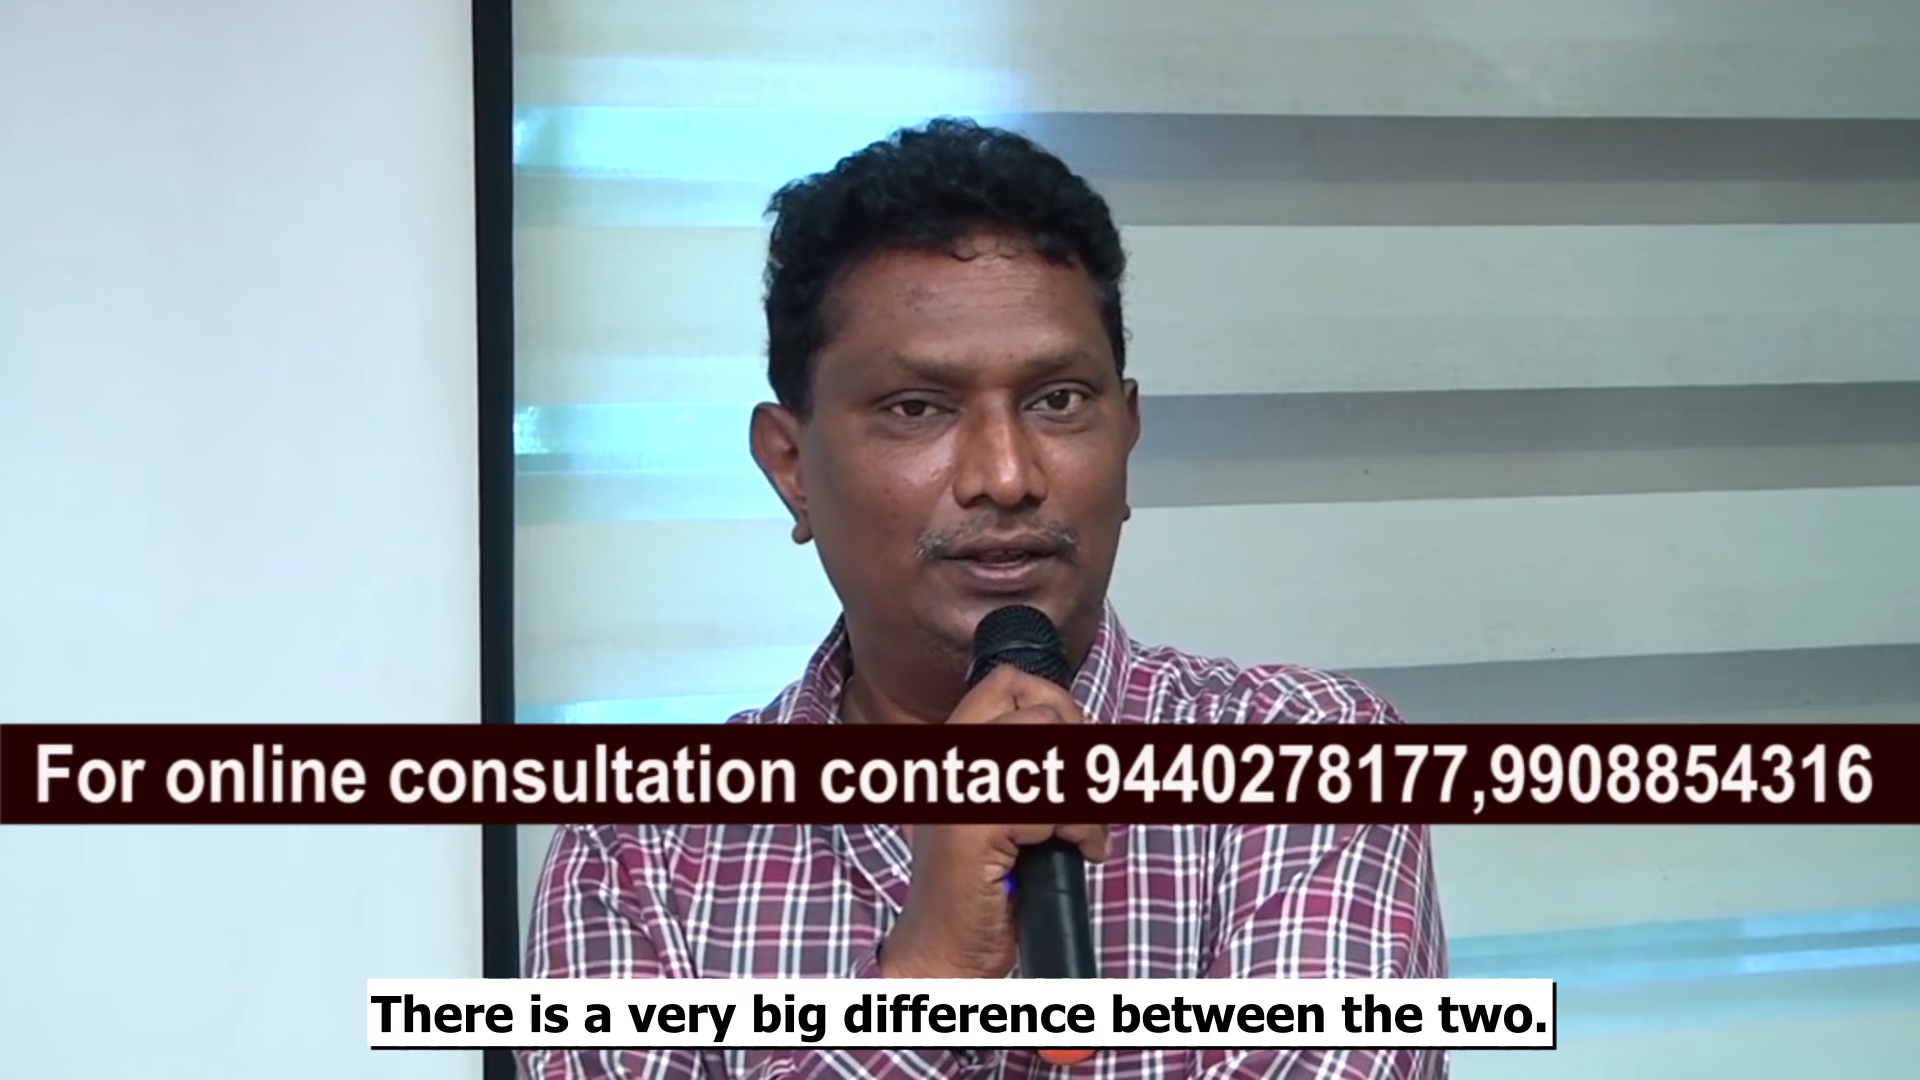 For online consultation contact 9440278177,9908854316
There is a very big difference between the two.